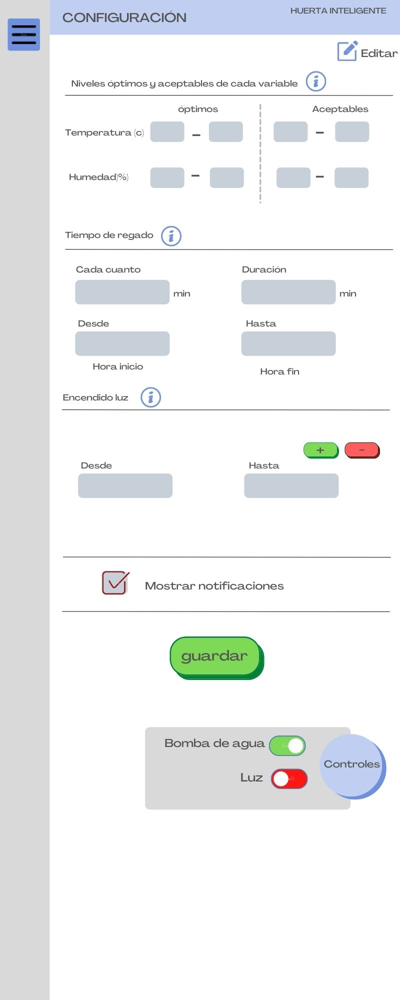 CONFIGURACIÓN
HUERTA INTELIGENTE
Editar
Niveles óptimos y aceptables de cada variable i
óptimos Aceptables
Temperatura (c) – –
Humedad)%) – –
Tiempo de regado i
Cada cuanto Duración
min min
Desde Hasta
Hora inicio Hora fin
Encendido luz i
+ -
Desde Hasta
Mostrar notificaciones
guardar
Bomba de agua
Controles
Luz